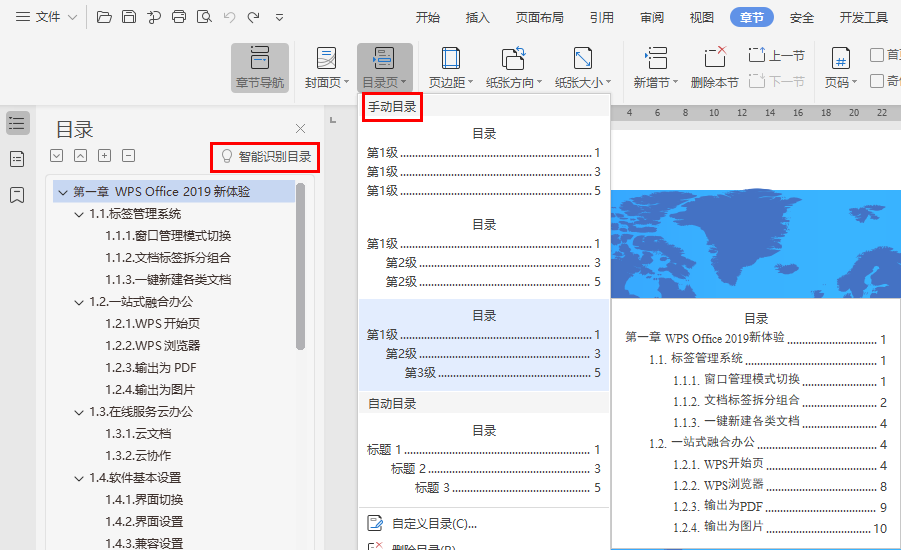 文件
开始 插入 页面布局 引用 审阅 视图 章节 安全 开发工具
章节导航 封面页 目录页 页边距 纸张方向 纸张大小 新增节 删除本节 上一节 下一节 页码
目录
智能识别目录
第一章 WPS Office 2019 新体验
1.1.标签管理系统
1.1.1.窗口管理模式切换
1.1.2.文档标签拆分组合
1.1.3.一键新建各类文档
1.2.一站式融合办公
1.2.1.WPS 开始页
1.2.2.WPS 浏览器
1.2.3.输出为 PDF
1.2.4.输出为图片
1.3.在线服务云办公
1.3.1.云文档
1.3.2.云协作
1.4.软件基本设置
1.4.1.界面切换
1.4.2.界面设置
1.4.3.兼容设置
手动目录
目录
第1级 1
第1级 3
第1级 5
目录
第1级 1
第2级 3
第2级 5
目录
第1级 1
第2级 3
第3级 5
自动目录
目录
标题 1 1
标题 2 3
标题 3 5
自定义目录(C)...
删除目录(R)
4 6 8 10 12 14 16 18 20 22
目录
第一章 WPS Office 2019新体验 1
1.1. 标签管理系统 1
1.1.1. 窗口管理模式切换 1
1.1.2. 文档标签拆分组合 2
1.1.3. 一键新建各类文档 4
1.2. 一站式融合办公 4
1.2.1. WPS开始页 4
1.2.2. WPS浏览器 8
1.2.3. 输出为PDF 9
1.2.4. 输出为图片 10